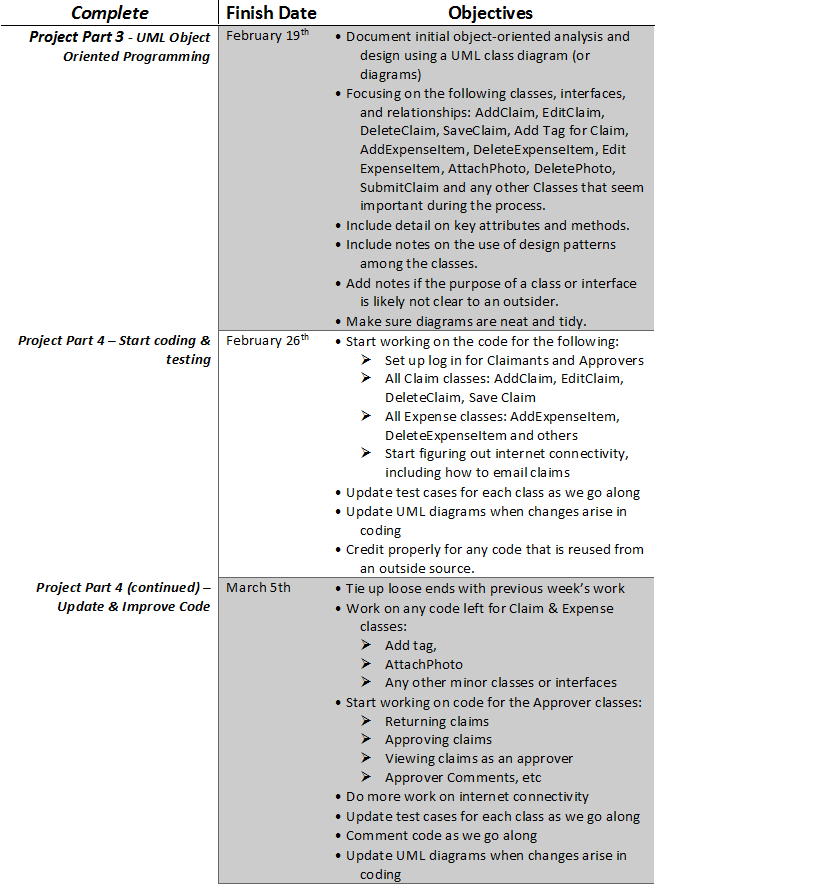 Complete
Finish Date
Objectives
Project Part 3 - UML Object
Oriented Programming
February 19th
• Document initial object-oriented analysis and
design using a UML class diagram (or
diagrams)
• Focusing on the following classes, interfaces,
and relationships: AddClaim, EditClaim,
DeleteClaim, SaveClaim, Add Tag for Claim,
AddExpenseItem, DeleteExpenseItem, Edit
ExpenseItem, AttachPhoto, DeletePhoto,
SubmitClaim and any other Classes that seem
important during the process.
• Include detail on key attributes and methods.
• Include notes on the use of design patterns
among the classes.
• Add notes if the purpose of a class or interface
is likely not clear to an outsider.
• Make sure diagrams are neat and tidy.
Project Part 4 – Start coding &
testing
February 26th
• Start working on the code for the following:
➢ Set up log in for Claimants and Approvers
➢ All Claim classes: AddClaim, EditClaim,
DeleteClaim, Save Claim
➢ All Expense classes: AddExpenseItem,
DeleteExpenseItem and others
➢ Start figuring out internet connectivity,
including how to email claims
• Update test cases for each class as we go along
• Update UML diagrams when changes arise in
coding
• Credit properly for any code that is reused from
an outside source.
Project Part 4 (continued) –
Update & Improve Code
March 5th
• Tie up loose ends with previous week's work
• Work on any code left for Claim & Expense
classes:
➢ Add tag,
➢ AttachPhoto
➢ Any other minor classes or interfaces
• Start working on code for the Approver classes:
➢ Returning claims
➢ Approving claims
➢ Viewing claims as an approver
➢ Approver Comments, etc
• Do more work on internet connectivity
• Update test cases for each class as we go along
• Comment code as we go along
• Update UML diagrams when changes arise in
coding